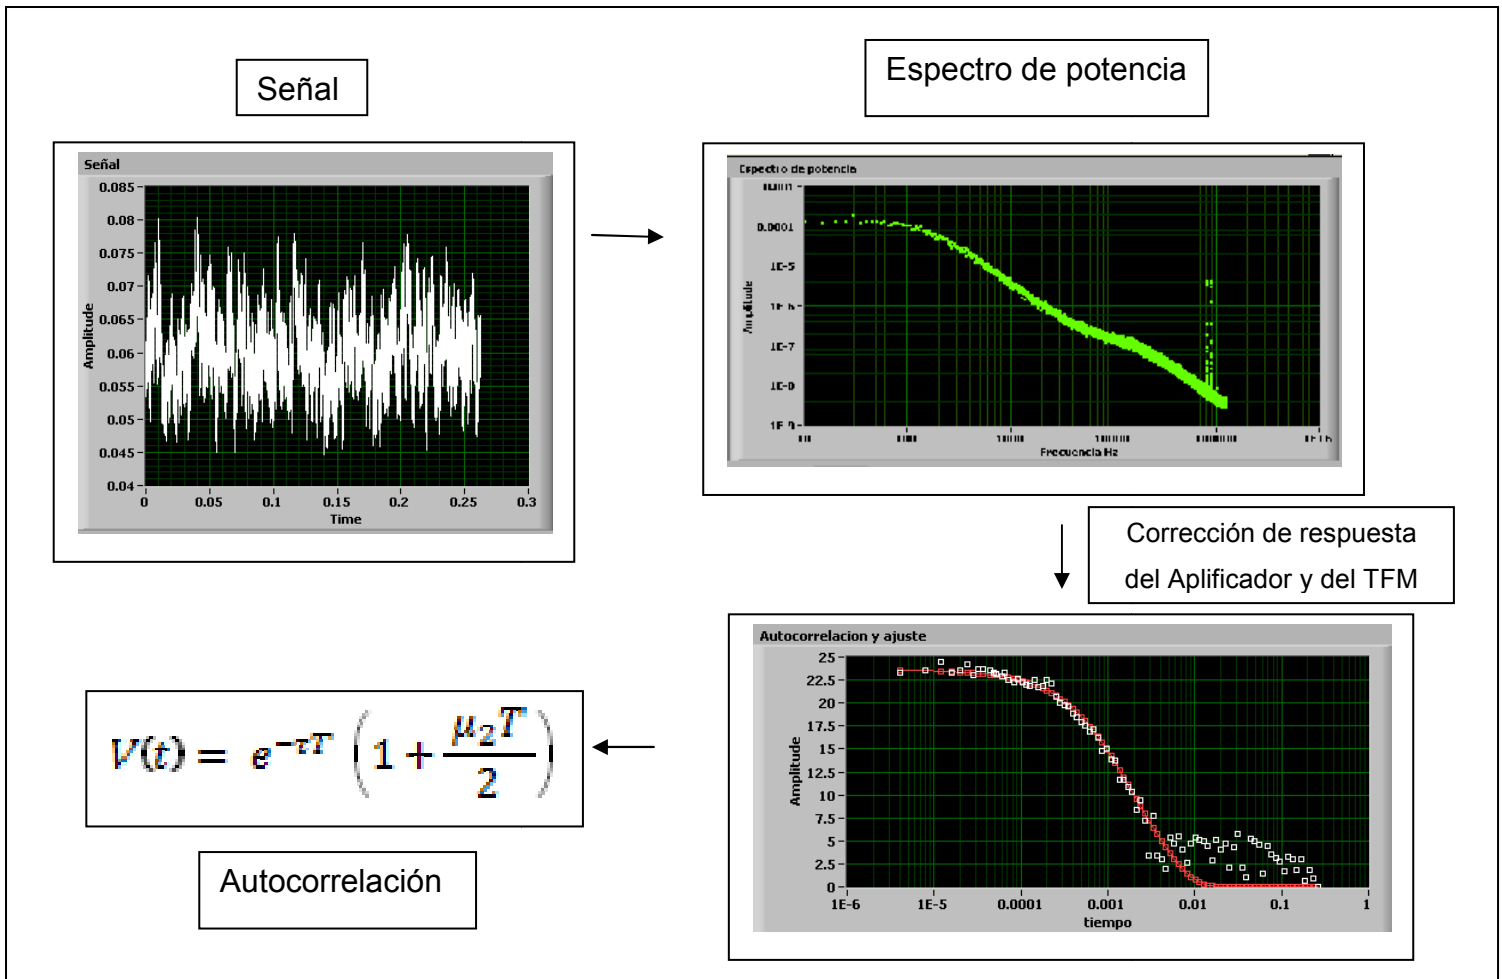 Señal
Espectro de potencia
Señal
0.085
0.08
0.075
0.07
0.065
0.06
0.055
0.05
0.045
0.04
Amplitude
0 0.05 0.1 0.15 0.2 0.25 0.3
Time
Espectro de potencia
0.0001
1E-5
1E-7
Amplitude
Frecuencia Hz
Corrección de respuesta
del Aplificador y del TFM
Autocorrelacion y ajuste
25
22.5
20
17.5
15
12.5
10
7.5
5
2.5
0
Amplitude
1E-6 1E-5 0.0001 0.001 0.01 0.1 1
tiempo
V(t) = e^{-τT} (1 + μ₂T/2)
Autocorrelación